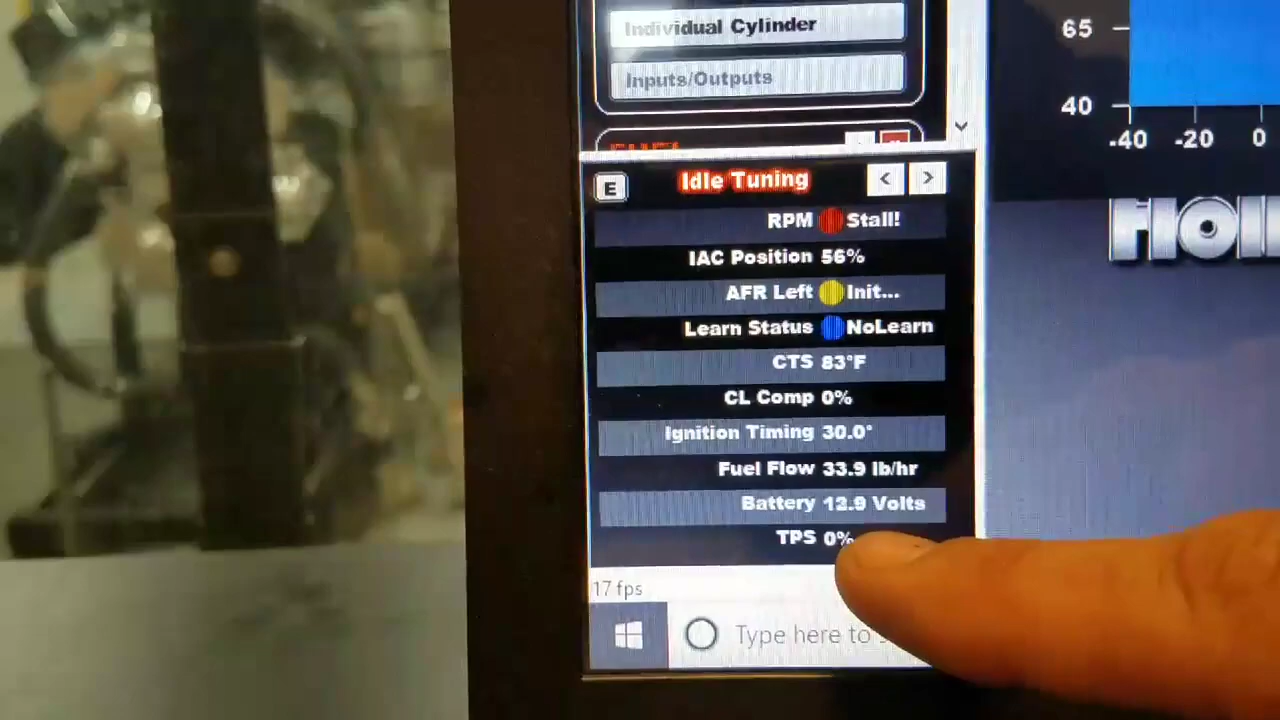 Individual Cylinder
Inputs/Outputs
65
40
-40 -20 0
E Idle Tuning < >
RPM Stall!
IAC Position 56%
AFR Left Init...
Learn Status NoLearn
CTS 83°F
CL Comp 0%
Ignition Timing 30.0°
Fuel Flow 33.9 lb/hr
Battery 12.9 Volts
TPS 0%
17 fps
Type here to